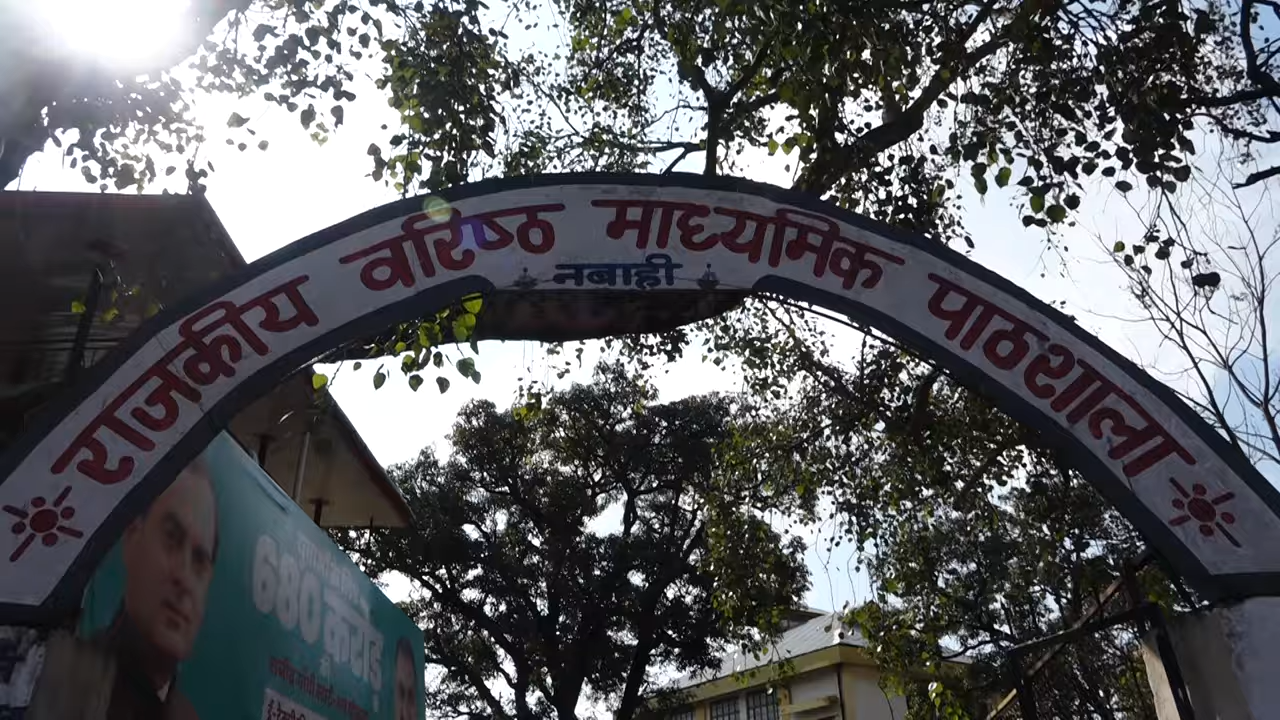 राजकीय वरिष्ठ माध्यमिक पाठशाला
नबाही
680 करोड़